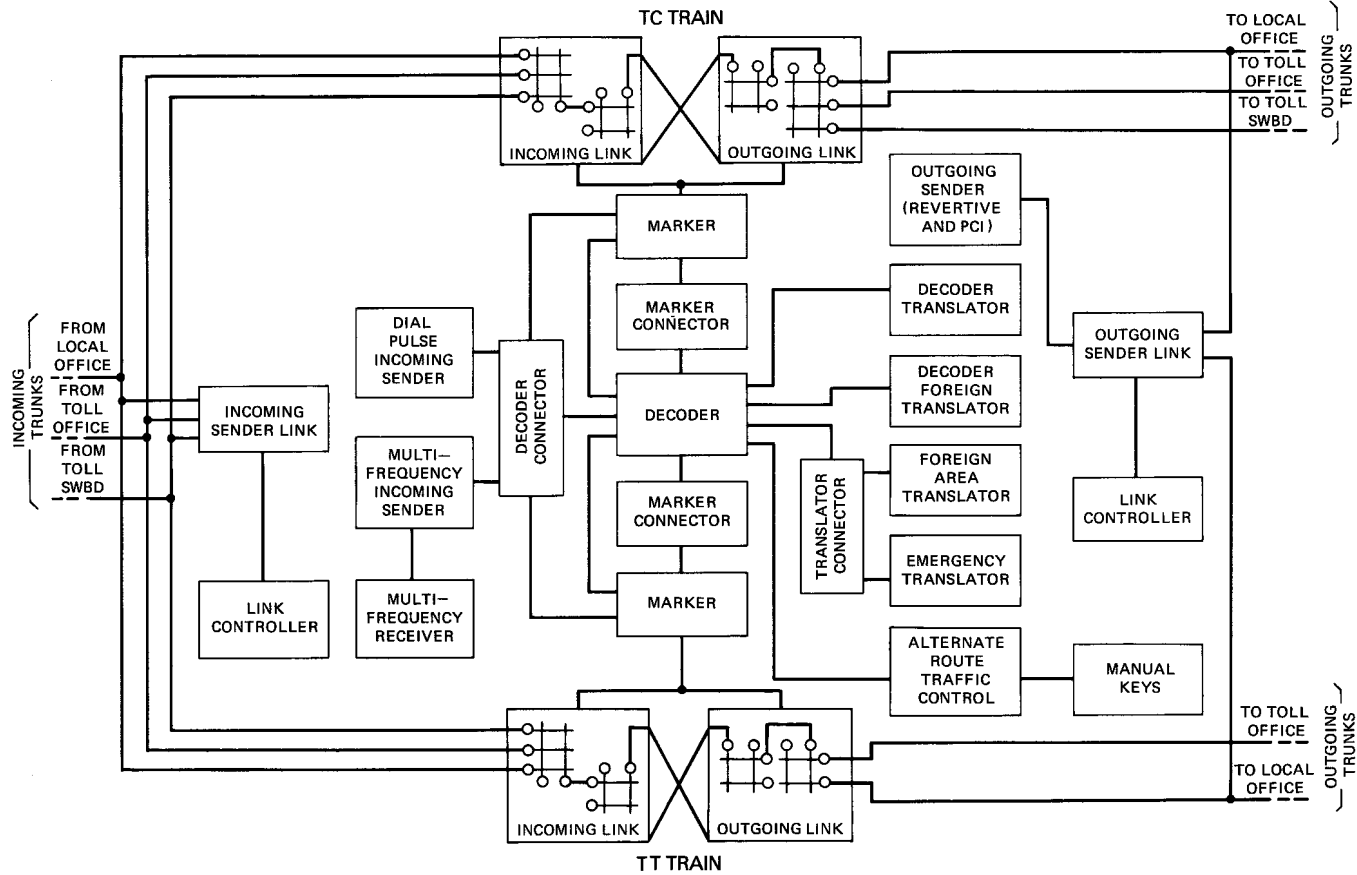 TC TRAIN
INCOMING LINK
OUTGOING LINK
TO LOCAL
OFFICE
TO TOLL
OFFICE
TO TOLL
SWBD
OUTGOING
TRUNKS
MARKER
OUTGOING
SENDER
(REVERTIVE
AND PCI)
MARKER
CONNECTOR
DECODER
TRANSLATOR
DIAL
PULSE
INCOMING
SENDER
DECODER
CONNECTOR
OUTGOING
SENDER LINK
INCOMING
TRUNKS
FROM
LOCAL
OFFICE
FROM
TOLL
OFFICE
FROM
TOLL
SWBD
INCOMING
SENDER LINK
DECODER
DECODER
FOREIGN
TRANSLATOR
MULTI-
FREQUENCY
INCOMING
SENDER
MARKER
CONNECTOR
TRANSLATOR
CONNECTOR
FOREIGN
AREA
TRANSLATOR
LINK
CONTROLLER
EMERGENCY
TRANSLATOR
LINK
CONTROLLER
MULTI-
FREQUENCY
RECEIVER
MARKER
ALTERNATE
ROUTE
TRAFFIC
CONTROL
MANUAL
KEYS
INCOMING LINK
OUTGOING LINK
TO TOLL
OFFICE
TO LOCAL
OFFICE
OUTGOING
TRUNKS
TT TRAIN